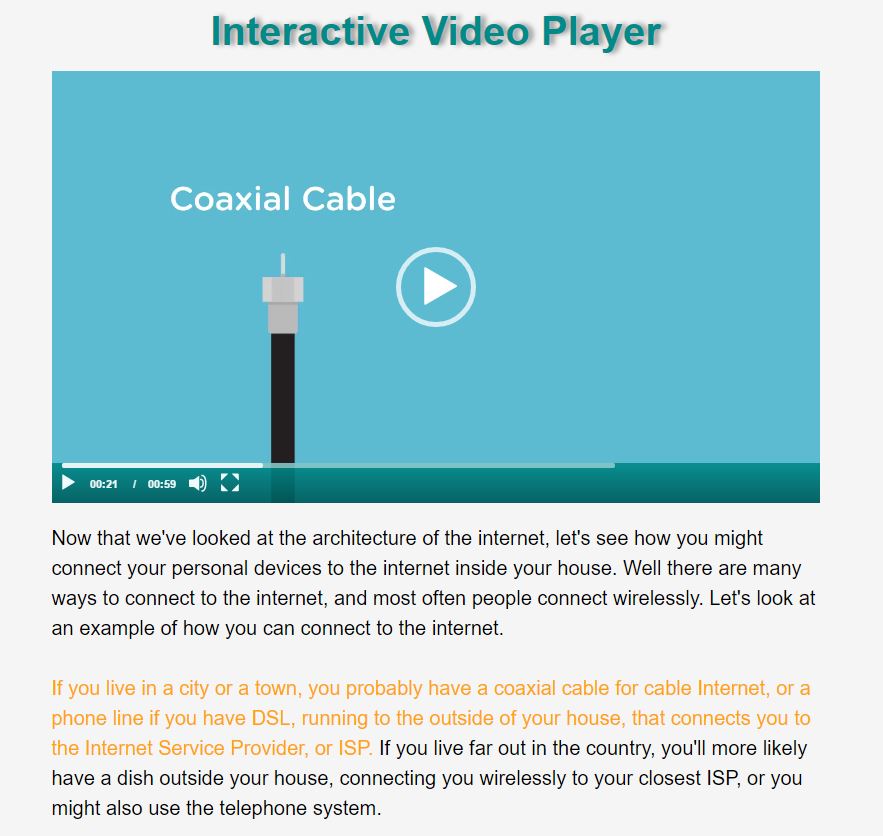 Interactive Video Player
Coaxial Cable
00:21 / 00:59
Now that we've looked at the architecture of the internet, let's see how you might
connect your personal devices to the internet inside your house. Well there are many
ways to connect to the internet, and most often people connect wirelessly. Let's look at
an example of how you can connect to the internet.
If you live in a city or a town, you probably have a coaxial cable for cable Internet, or a
phone line if you have DSL, running to the outside of your house, that connects you to
the Internet Service Provider, or ISP. If you live far out in the country, you'll more likely
have a dish outside your house, connecting you wirelessly to your closest ISP, or you
might also use the telephone system.